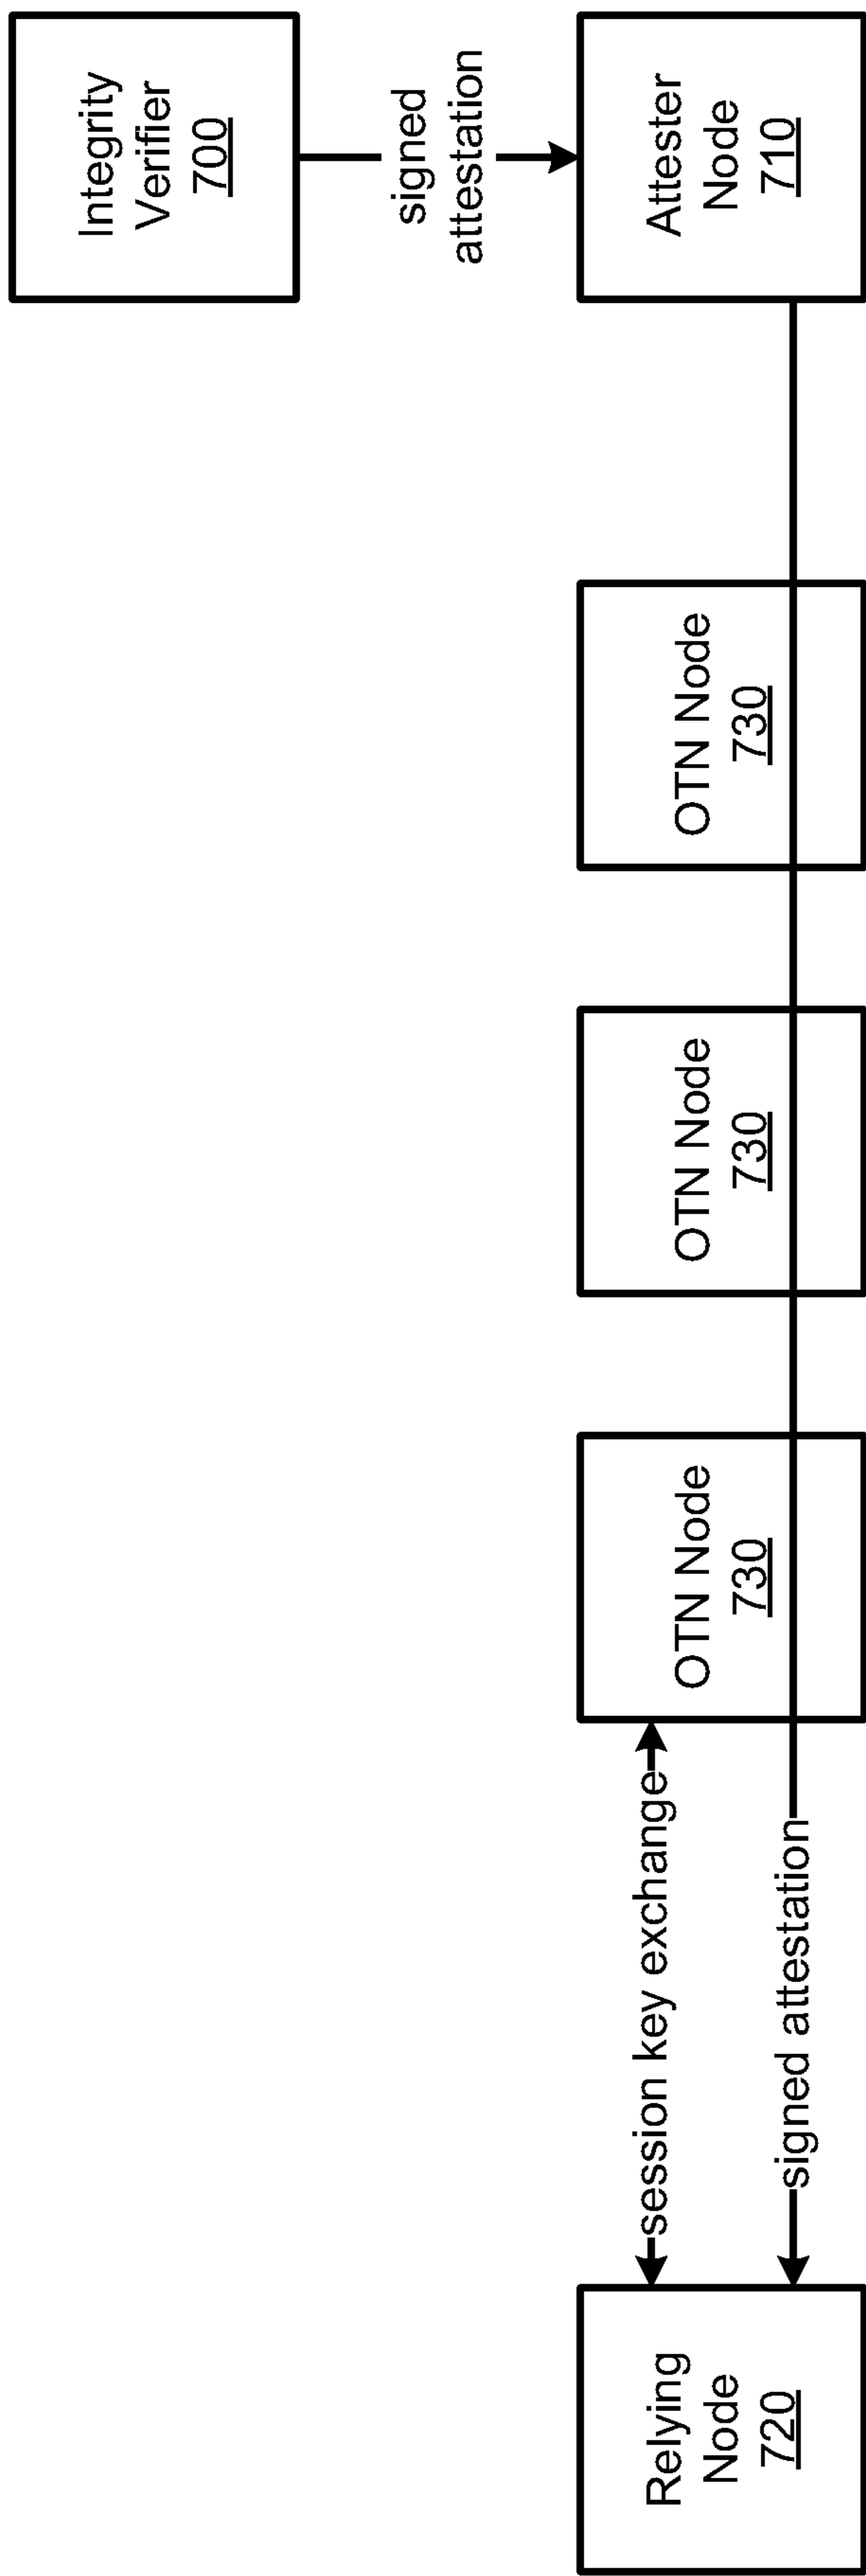 Integrity
Verifier
700
signed
attestation
Relying
Node
720
session key exchange
signed attestation
OTN Node
730
OTN Node
730
OTN Node
730
Attester
Node
710